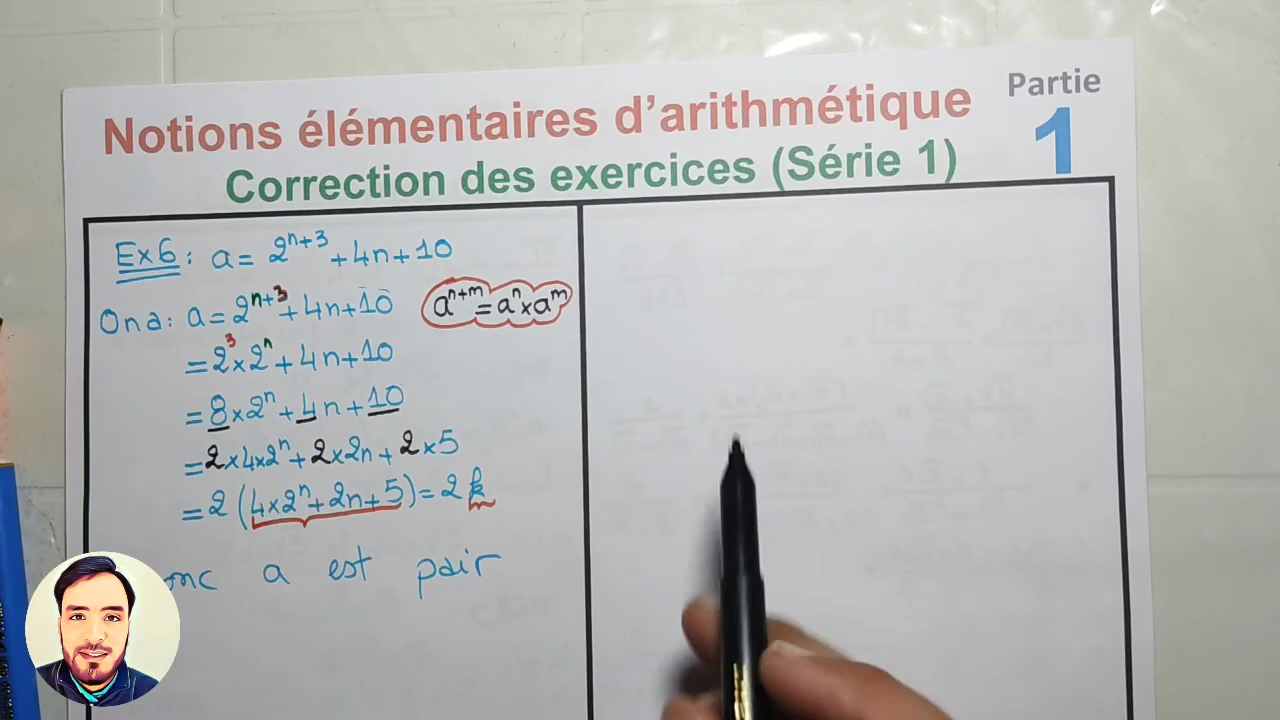 Notions élémentaires d'arithmétique
Correction des exercices (Série 1)
Partie
1
Ex6: a = 2^{n+3} + 4n + 10
On a: a = 2^{n+3} + 4n + 10
a^{n+m} = a^n × a^m
= 2^3 × 2^n + 4n + 10
= 8 × 2^n + 4n + 10
= 2 × 4 × 2^n + 2 × 2n + 2 × 5
= 2 (4 × 2^n + 2n + 5) = 2k
a est pair